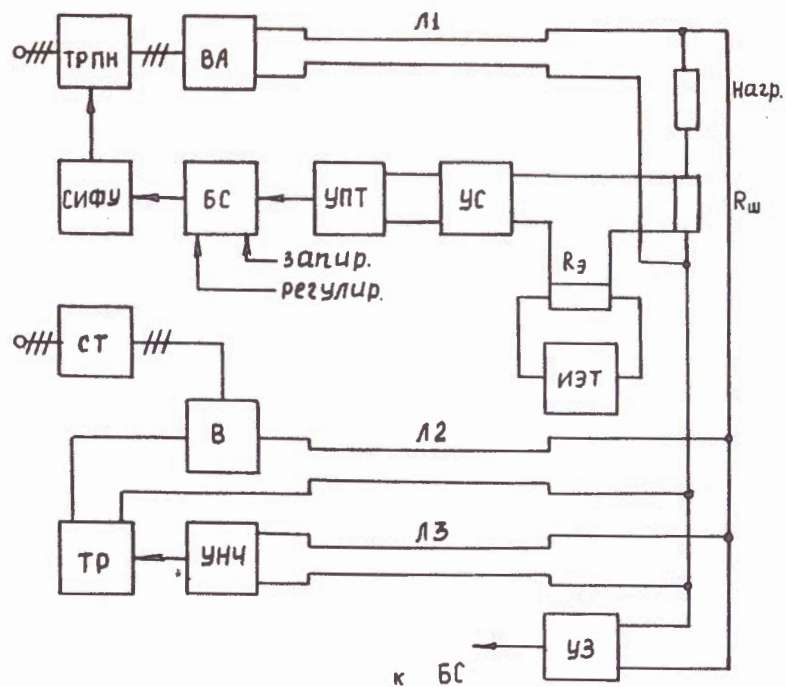 ТРПН
ВА
Л1
Нагр.
СИФУ
БС
УПТ
УС
Rш
запир.
регулир.
Rэ
ИЭТ
СТ
В
Л2
ТР
УНЧ
Л3
УЗ
к БС